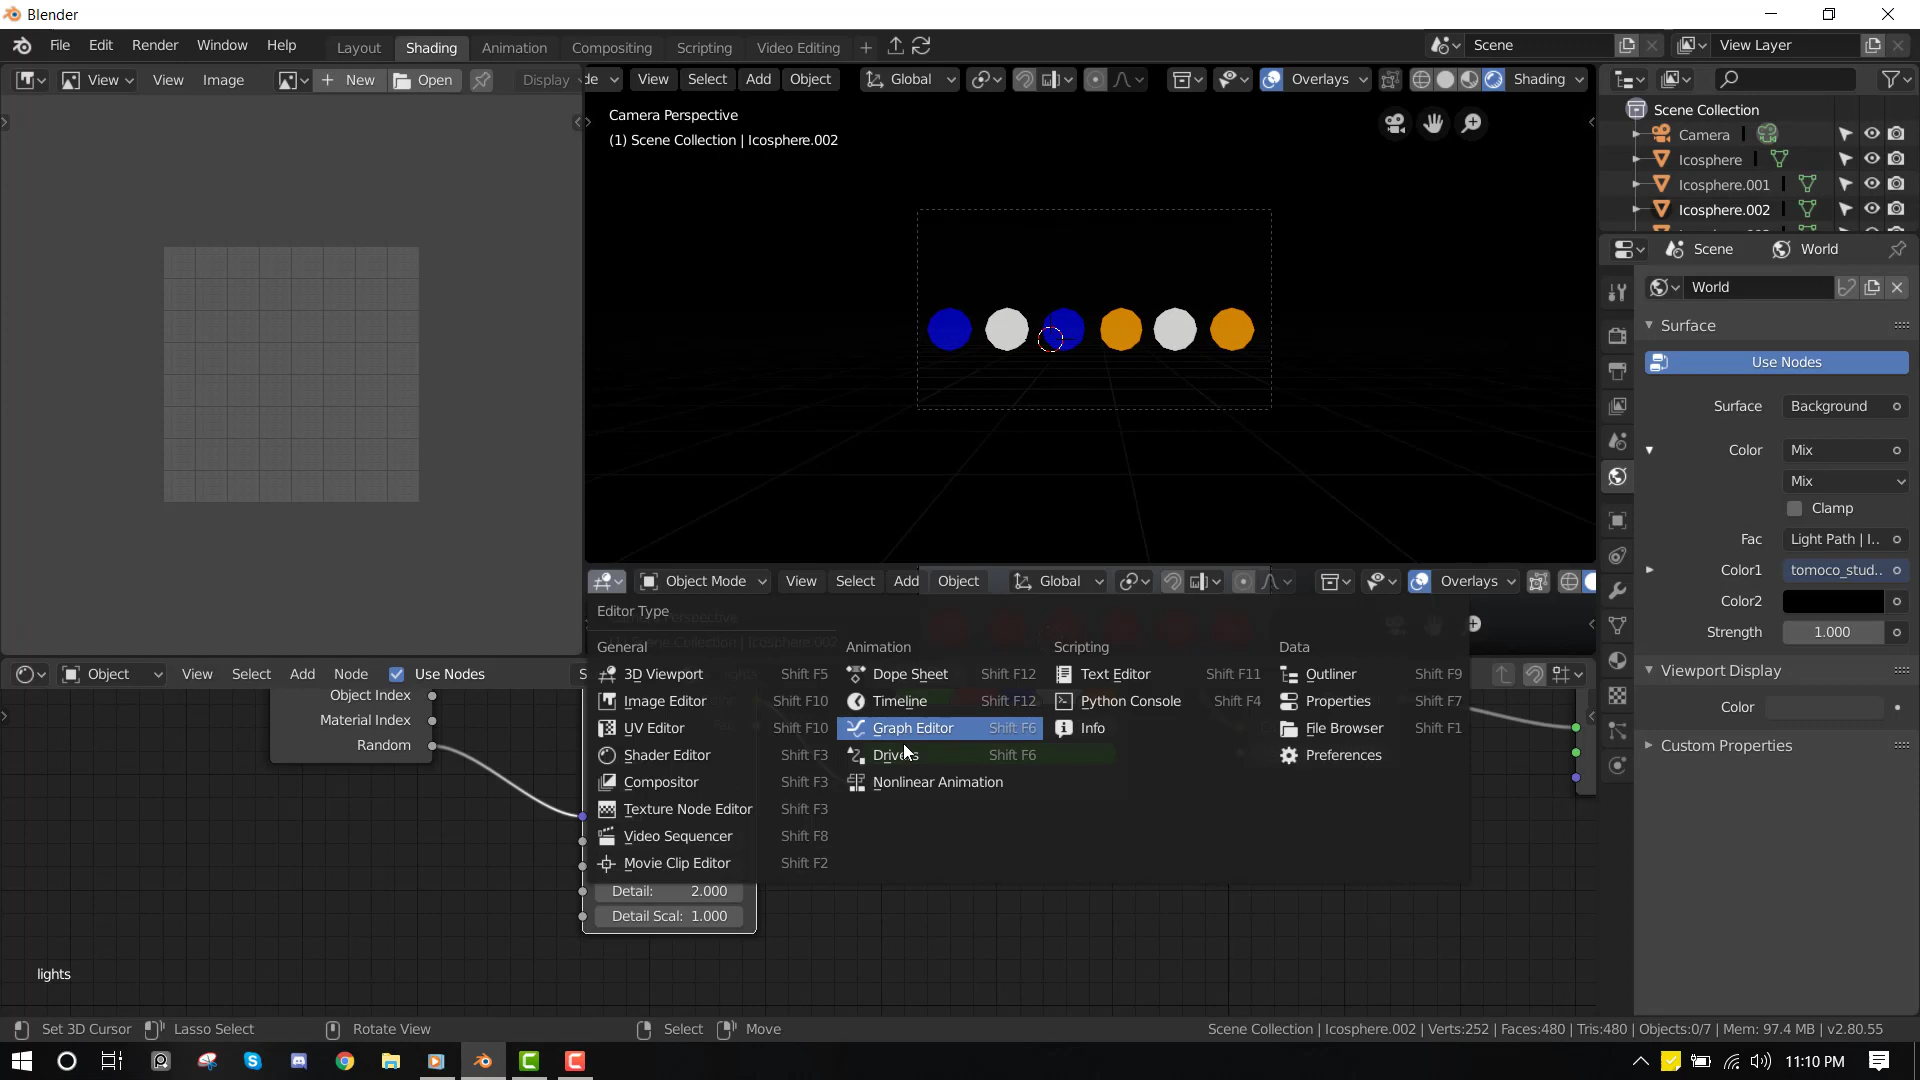 Blender
File Edit Render Window Help Layout Shading Animation Compositing Scripting Video Editing Scene View Layer
View View Image New Open Display de View Select Add Object Global Overlays Shading
Camera Perspective
(1) Scene Collection | Icosphere.002
Scene Collection
Camera
Icosphere
Icosphere.001
Icosphere.002
Scene World
World
Surface
Use Nodes
Surface Background
Color Mix
Mix
Clamp
Fac Light Path | I..
Color1 tomoco_stud..
Color2
Strength 1.000
Viewport Display
Color
Custom Properties
Object Mode View Select Add Object Global Overlays
Editor Type
General Animation Scripting Data
3D Viewport Shift F5 Dope Sheet Shift F12 Text Editor Shift F11 Outliner Shift F9
Image Editor Shift F10 Timeline Shift F12 Python Console Shift F4 Properties Shift F7
UV Editor Shift F10 Graph Editor Shift F6 Info File Browser Shift F1
Shader Editor Shift F3 Drivers Shift F6 Preferences
Compositor Shift F3 Nonlinear Animation
Texture Node Editor Shift F3
Video Sequencer Shift F8
Movie Clip Editor Shift F2
Object View Select Add Node Use Nodes S
Object Index
Material Index
Random
Detail: 2.000
Detail Scal: 1.000
lights
Set 3D Cursor Lasso Select Rotate View Select Move Scene Collection | Icosphere.002 | Verts:252 | Faces:480 | Tris:480 | Objects:0/7 | Mem: 97.4 MB | v2.80.55
11:10 PM